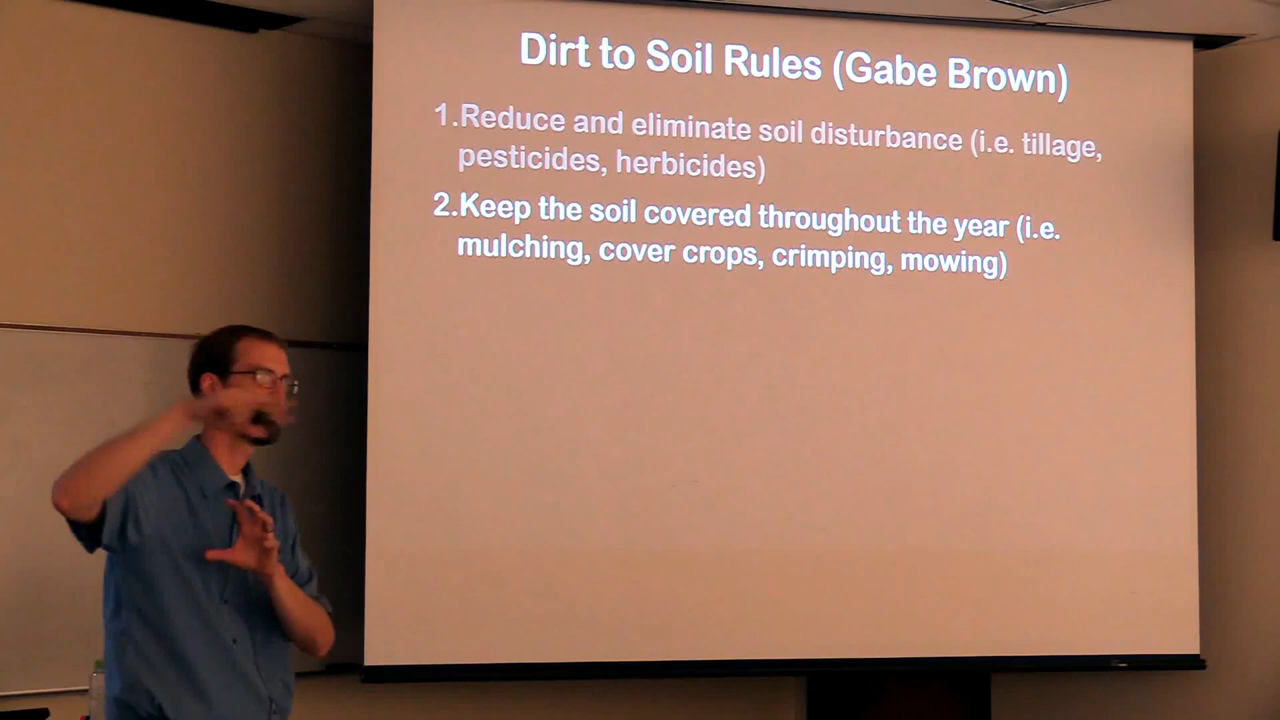 Dirt to Soil Rules (Gabe Brown)
1.Reduce and eliminate soil disturbance (i.e. tillage,
pesticides, herbicides)
2.Keep the soil covered throughout the year (i.e.
mulching, cover crops, crimping, mowing)